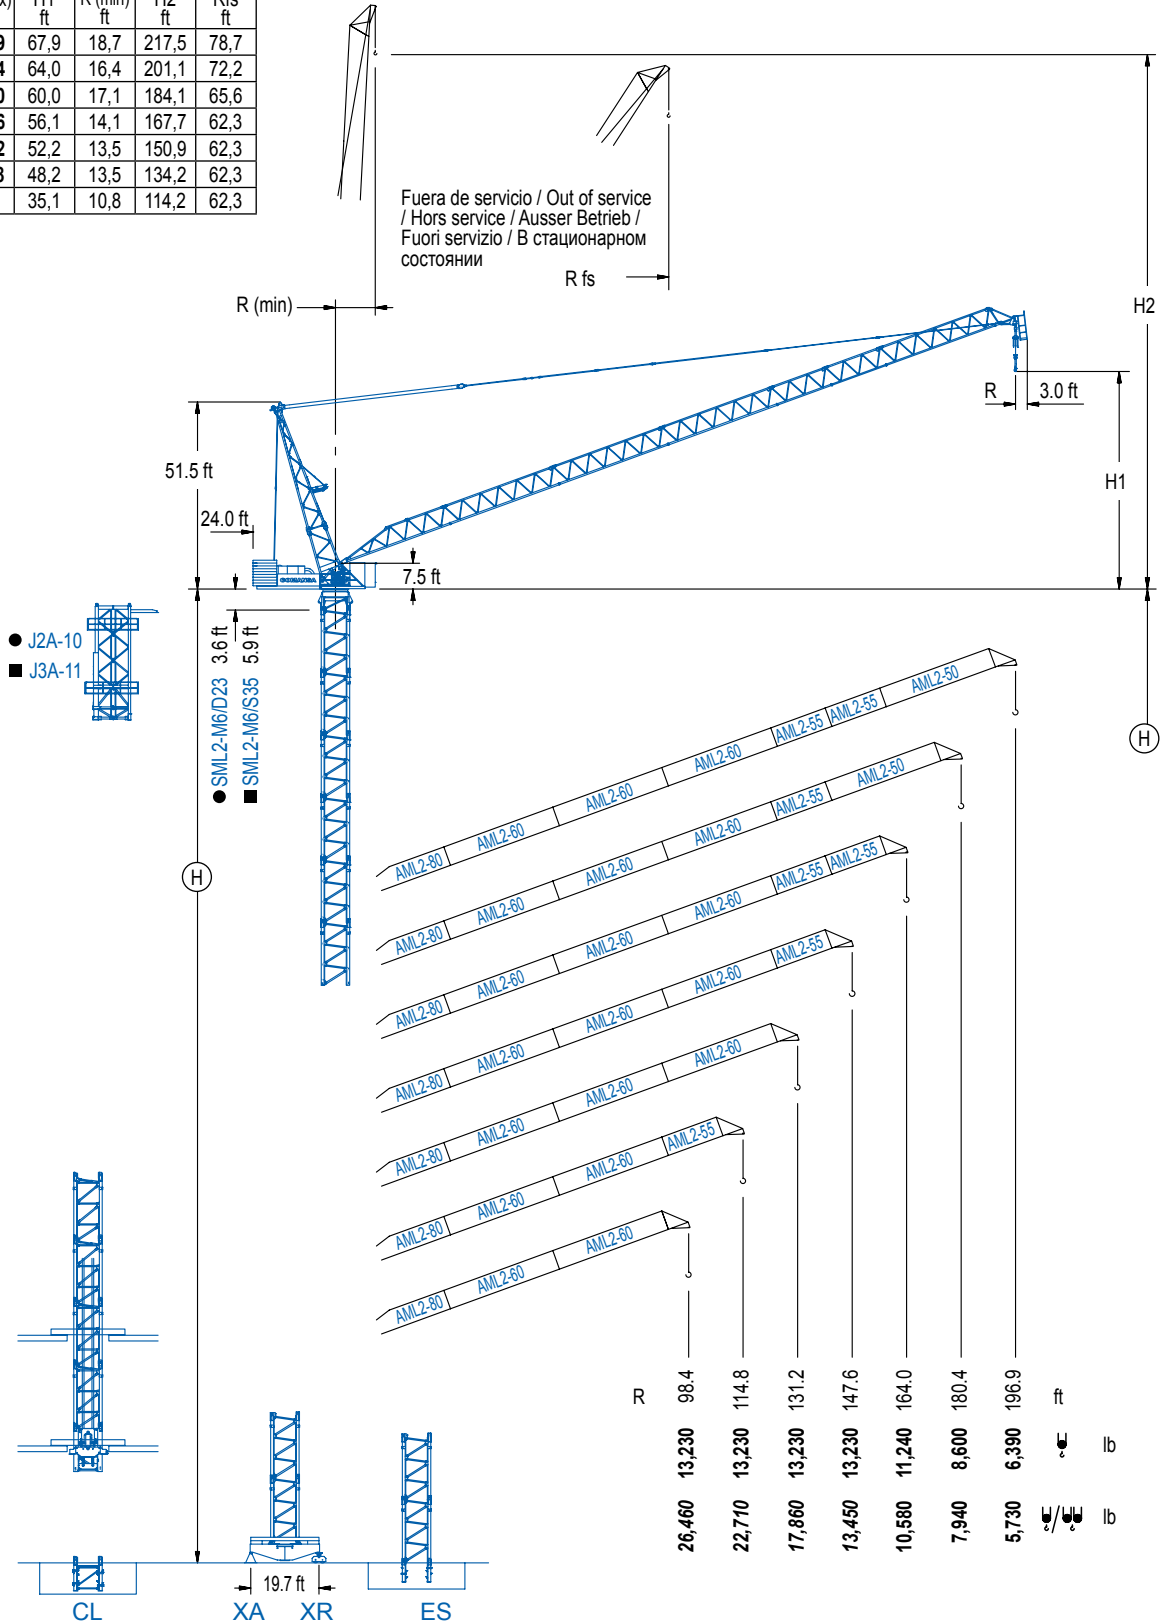 x) H1 R (min) H2 Rfs
ft ft ft ft
9 67,9 18,7 217,5 78,7
4 64,0 16,4 201,1 72,2
0 60,0 17,1 184,1 65,6
6 56,1 14,1 167,7 62,3
2 52,2 13,5 150,9 62,3
3 48,2 13,5 134,2 62,3
35,1 10,8 114,2 62,3
Fuera de servicio / Out of service
/ Hors service / Ausser Betrieb /
Fuori servizio / В стационарном
состоянии
R fs
R (min)
H2
R 3.0 ft
51.5 ft
H1
24.0 ft
7.5 ft
COMANSA
● J2A-10
■ J3A-11
● SML2-M6/D23 3.6 ft
■ SML2-M6/S35 5.9 ft
H
H
AML2-80 AML2-60 AML2-60 AML2-60 AML2-55 AML2-55 AML2-50
AML2-80 AML2-60 AML2-60 AML2-60 AML2-55 AML2-50
AML2-80 AML2-60 AML2-60 AML2-60 AML2-55 AML2-55
AML2-80 AML2-60 AML2-60 AML2-60 AML2-55
AML2-80 AML2-60 AML2-60 AML2-60
AML2-80 AML2-60 AML2-60 AML2-55
AML2-80 AML2-60 AML2-60
R 98.4 114.8 131.2 147.6 164.0 180.4 196.9 ft
13,230 13,230 13,230 13,230 11,240 8,600 6,390 lb
26,460 22,710 17,860 13,450 10,580 7,940 5,730 / lb
19.7 ft
CL XA XR ES